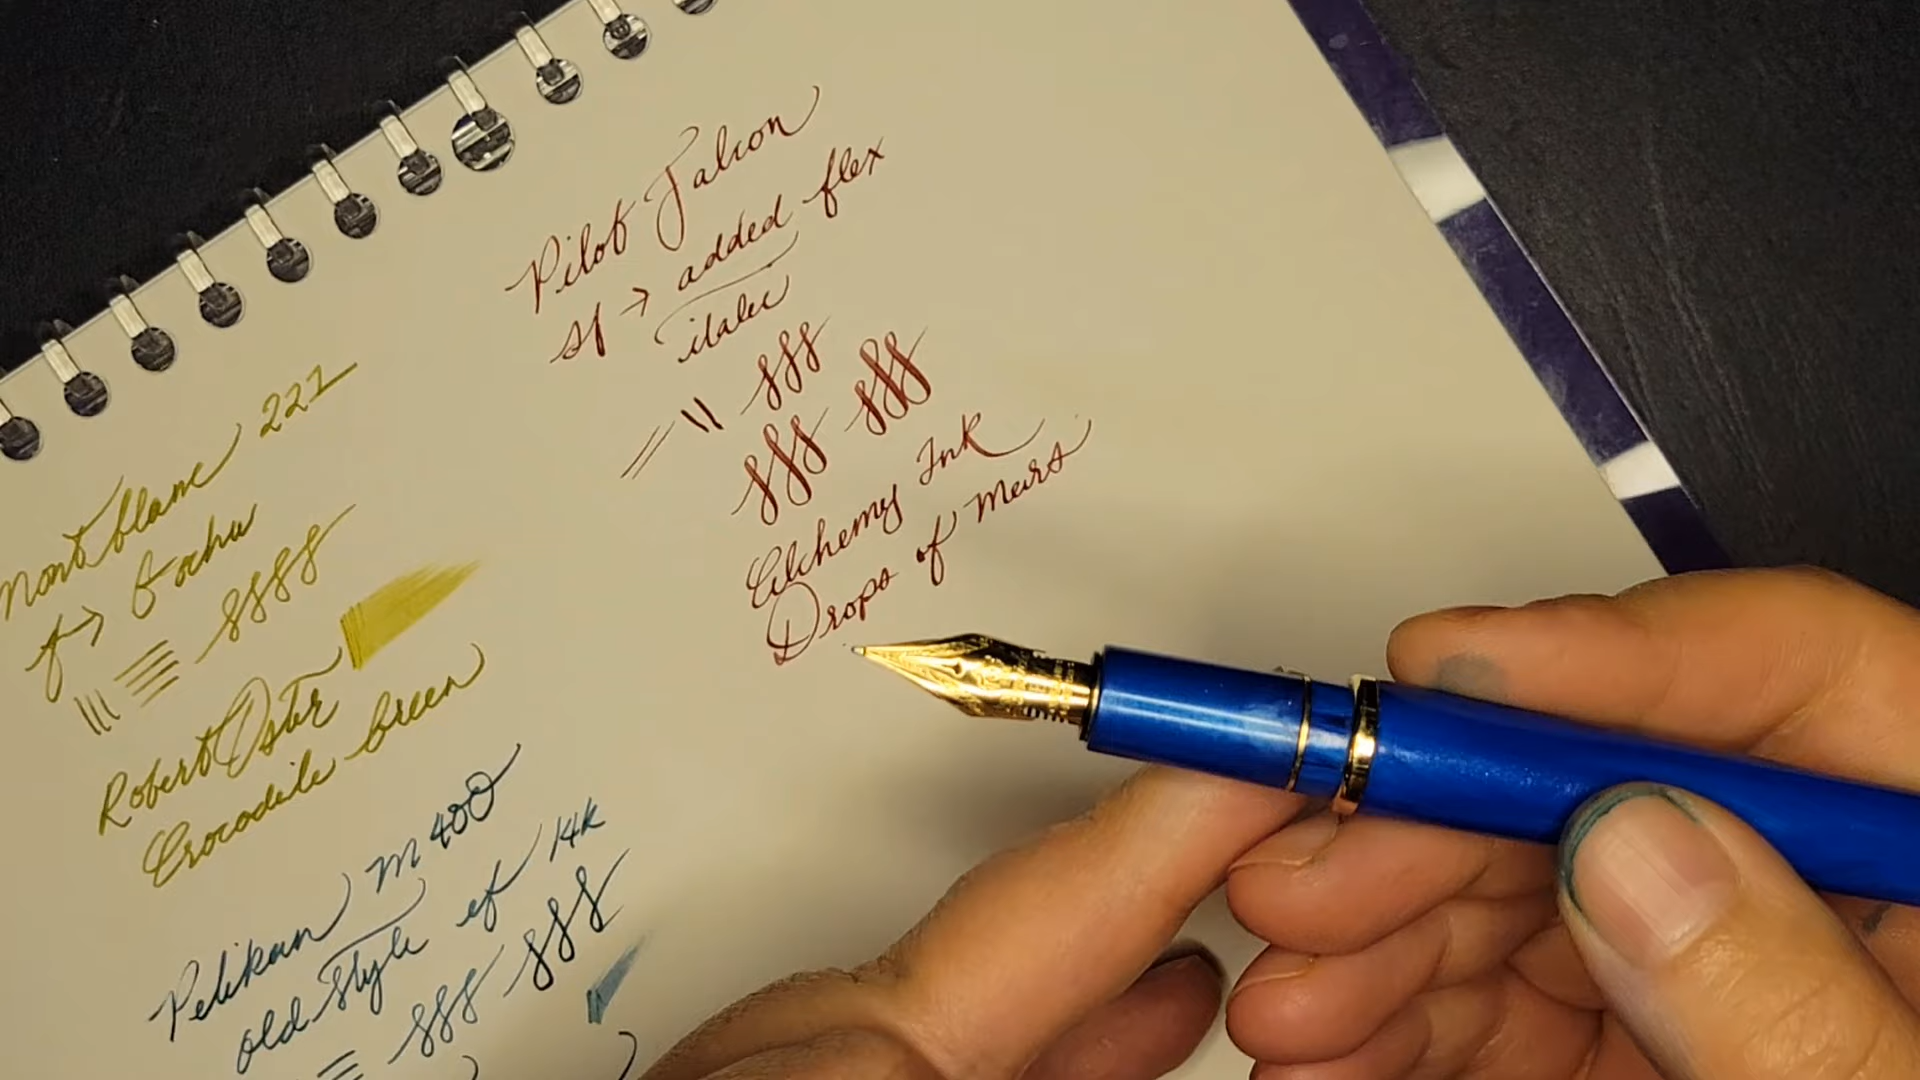 Montblanc 221
f→
Robert Oster
Crocodile Green
Pelikan M400
old style ef 14k
Pilot Falcon
sf → added flex
italic
Alchemy Ink
Drops of Mars